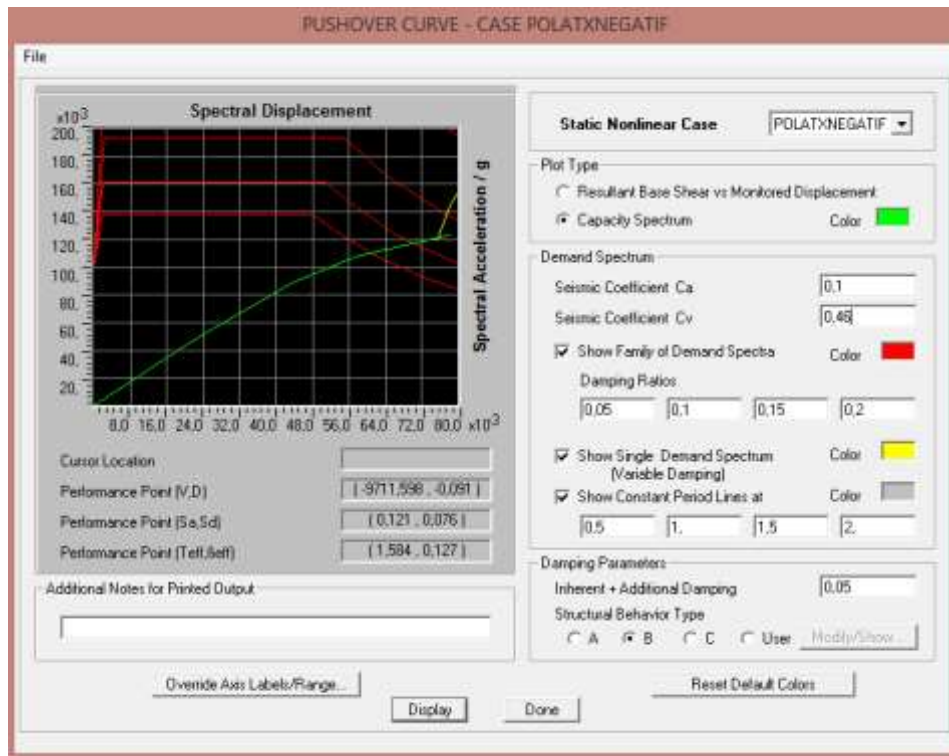 PUSHOVER CURVE - CASE POLATXNEGATIF
File
Spectral Displacement
x10³
200.
180.
160.
140.
120.
100.
80.
60.
40.
20.
8,0 16,0 24,0 32,0 40,0 48,0 56,0 64,0 72,0 80,0 x10³
Spectral Acceleration / g
Cursor Location
Performance Point (V,D) ( -9711,598 , -0,091 )
Performance Point (Sa,Sd) ( 0,121 , 0,076 )
Performance Point (Teff,Beff) ( 1,584 , 0,127 )
Additional Notes for Printed Output
Static Nonlinear Case POLATXNEGATIF
Plot Type
Resultant Base Shear vs Monitored Displacement
Capacity Spectrum Color
Demand Spectrum
Seismic Coefficient Ca 0,1
Seismic Coefficient Cv 0,46
Show Family of Demand Spectra Color
Damping Ratios
0,05 0,1 0,15 0,2
Show Single Demand Spectrum Color
(Variable Damping)
Show Constant Period Lines at Color
0,5 1, 1,5 2,
Damping Parameters
Inherent + Additional Damping 0,05
Structural Behavior Type
A B C User Modify/Show...
Override Axis Labels/Range...
Reset Default Colors
Display Done